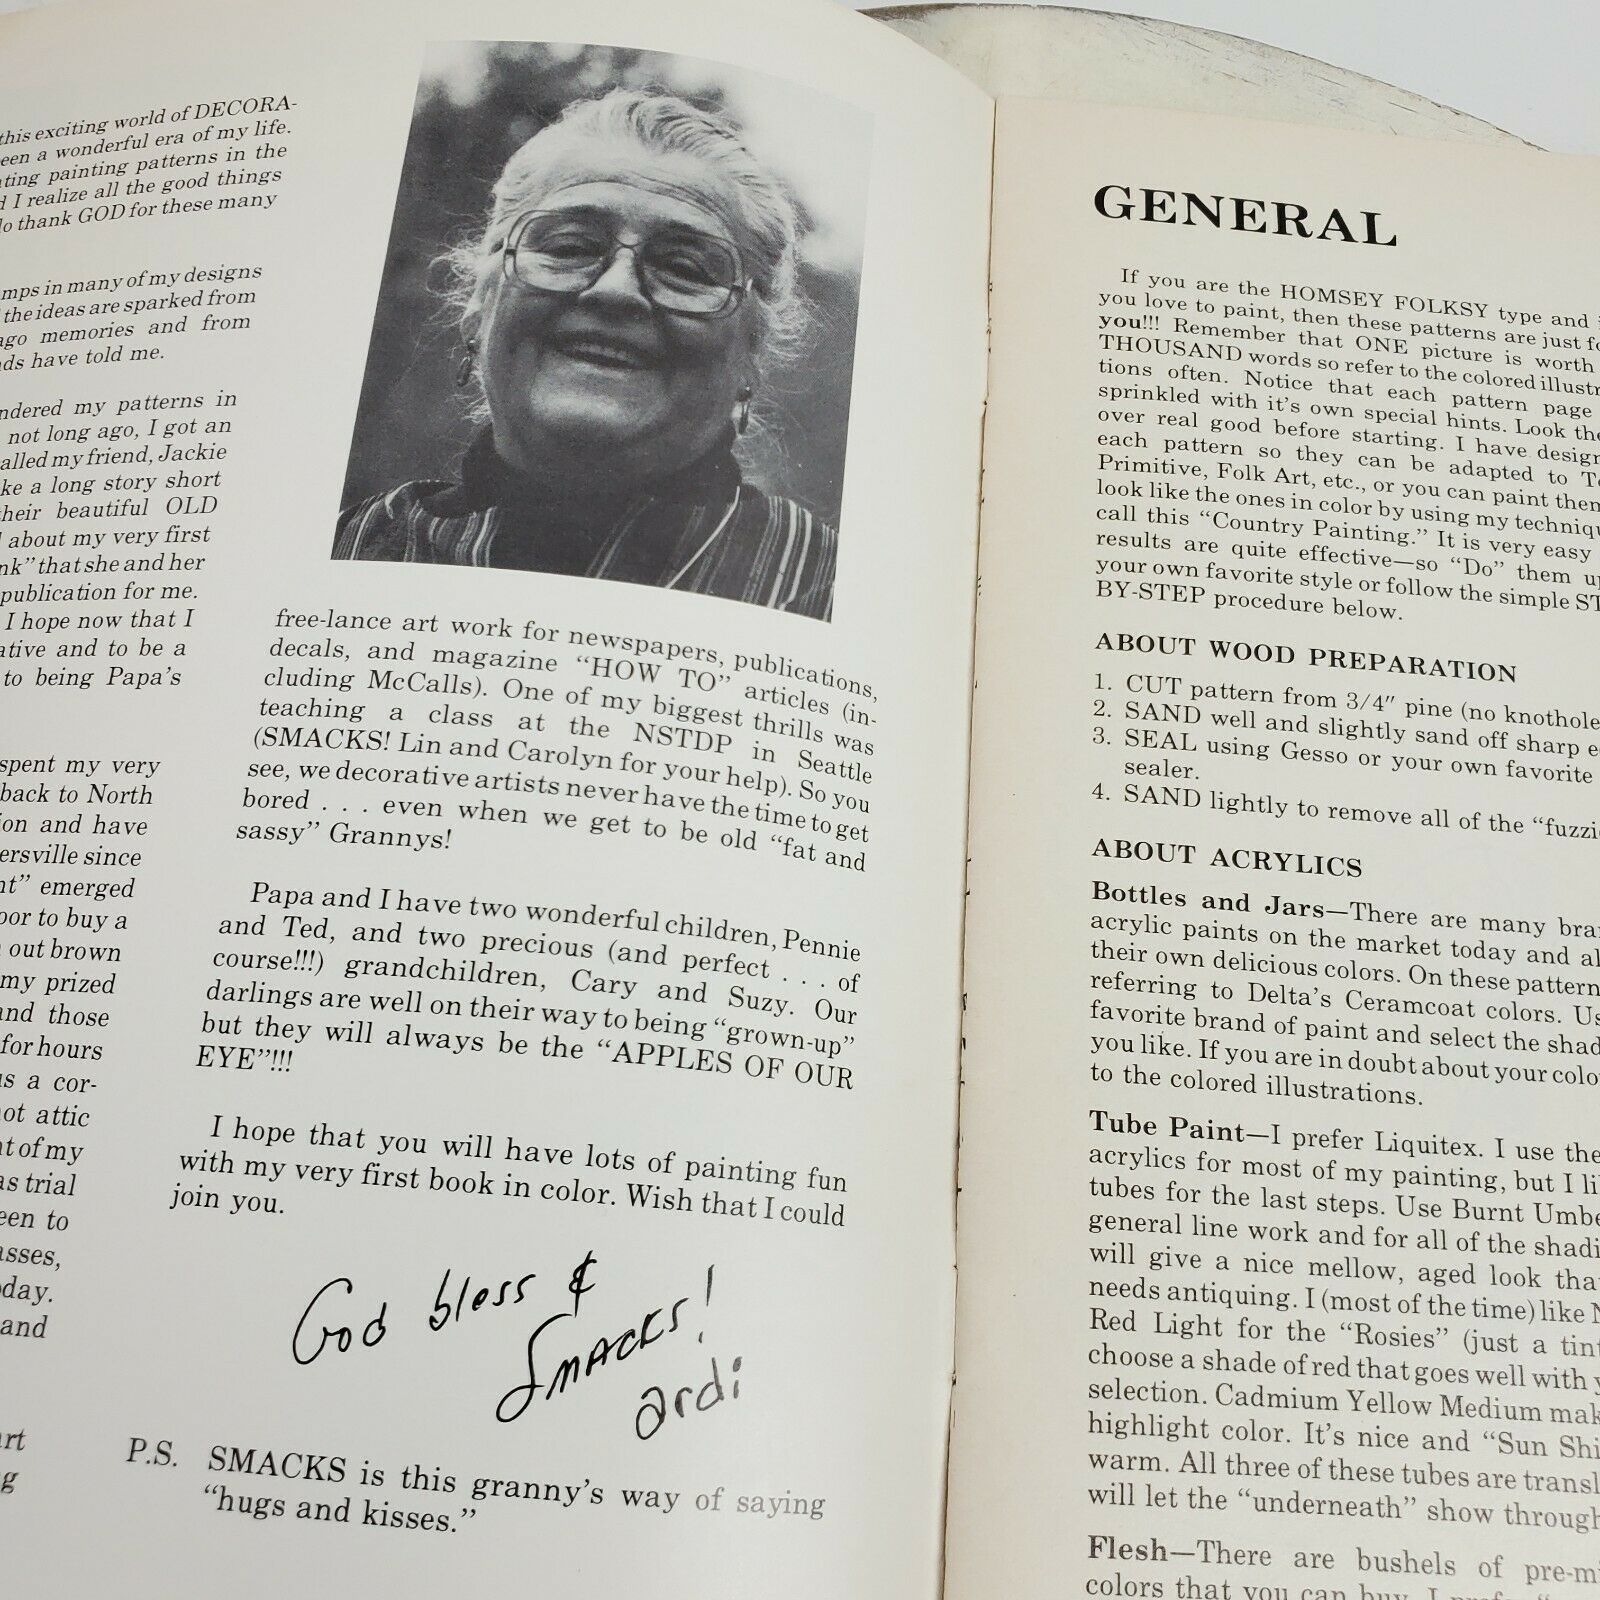 this exciting world of DECORA-
een a wonderful era of my life.
ating painting patterns in the
d I realize all the good things
do thank GOD for these many
mps in many of my designs
the ideas are sparked from
ago memories and from
nds have told me.
ndered my patterns in
not long ago, I got an
alled my friend, Jackie
ke a long story short
their beautiful OLD
about my very first
nk" that she and her
publication for me.
I hope now that I
ative and to be a
to being Papa's
spent my very
back to North
ion and have
ersville since
nt" emerged
oor to buy a
out brown
my prized
and those
for hours
us a cor-
hot attic
nt of my
as trial
een to
asses,
oday.
and
art
ng
free-lance art work for newspapers, publications,
decals, and magazine "HOW TO" articles (in-
cluding McCalls). One of my biggest thrills was
teaching a class at the NSTDP in Seattle
(SMACKS! Lin and Carolyn for your help). So you
see, we decorative artists never have the time to get
bored . . . even when we get to be old "fat and
sassy" Grannys!
Papa and I have two wonderful children, Pennie
and Ted, and two precious (and perfect . . . of
course!!!) grandchildren, Cary and Suzy. Our
darlings are well on their way to being "grown-up"
but they will always be the "APPLES OF OUR
EYE"!!!
I hope that you will have lots of painting fun
with my very first book in color. Wish that I could
join you.
God bless &
SMACKS!
ardi
P.S. SMACKS is this granny's way of saying
"hugs and kisses."
GENERAL
If you are the HOMSEY FOLKSY type and
you love to paint, then these patterns are just fo
you!!! Remember that ONE picture is worth
THOUSAND words so refer to the colored illustr
tions often. Notice that each pattern page
sprinkled with it's own special hints. Look the
over real good before starting. I have design
each pattern so they can be adapted to To
Primitive, Folk Art, etc., or you can paint them
look like the ones in color by using my techniqu
call this "Country Painting." It is very easy
results are quite effective—so "Do" them up
your own favorite style or follow the simple ST
BY-STEP procedure below.
ABOUT WOOD PREPARATION
1. CUT pattern from 3/4" pine (no knothole
2. SAND well and slightly sand off sharp e
3. SEAL using Gesso or your own favorite
sealer.
4. SAND lightly to remove all of the "fuzzi
ABOUT ACRYLICS
Bottles and Jars—There are many bra
acrylic paints on the market today and al
their own delicious colors. On these pattern
referring to Delta's Ceramcoat colors. Us
favorite brand of paint and select the shad
you like. If you are in doubt about your colo
to the colored illustrations.
Tube Paint—I prefer Liquitex. I use the
acrylics for most of my painting, but I li
tubes for the last steps. Use Burnt Umbe
general line work and for all of the shadi
will give a nice mellow, aged look tha
needs antiquing. I (most of the time) like N
Red Light for the "Rosies" (just a tint
choose a shade of red that goes well with y
selection. Cadmium Yellow Medium mak
highlight color. It's nice and "Sun Shi
warm. All three of these tubes are transl
will let the "underneath" show through
Flesh—There are bushels of pre-mi
colors that you can buy. I prefer